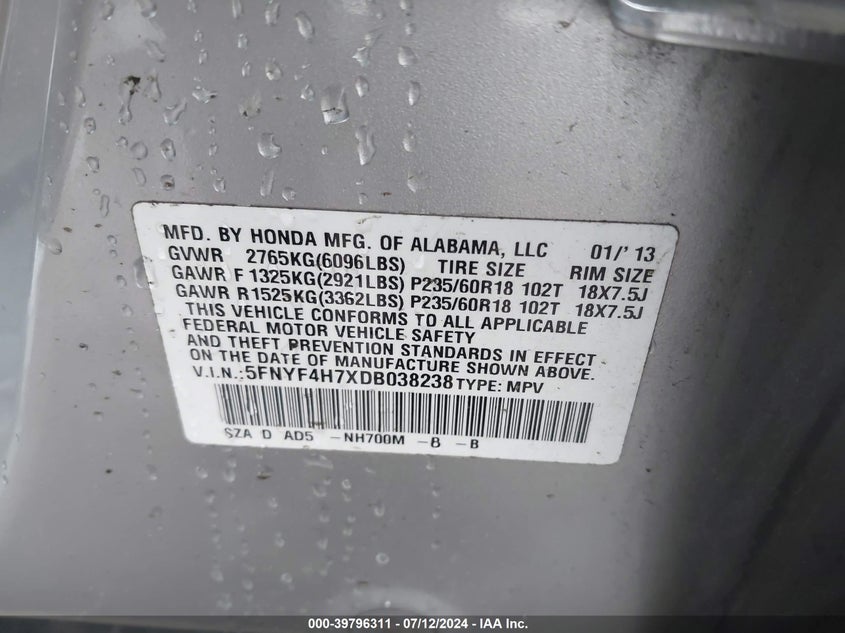 MFD. BY HONDA MFG. OF ALABAMA, LLC 01/' 13
GVWR 2765KG(6096LBS) TIRE SIZE RIM SIZE
GAWR F 1325KG(2921LBS) P235/60R18 102T 18X7.5J
GAWR R1525KG(3362LBS) P235/60R18 102T 18X7.5J
THIS VEHICLE CONFORMS TO ALL APPLICABLE
FEDERAL MOTOR VEHICLE SAFETY
AND THEFT PREVENTION STANDARDS IN EFFECT
ON THE DATE OF MANUFACTURE SHOWN ABOVE.
V.I.N.:5FNYF4H7XDB038238 TYPE: MPV
SZA D AD5 -NH700M -8 -B
000-39796311 - 07/12/2024 - IAA Inc.